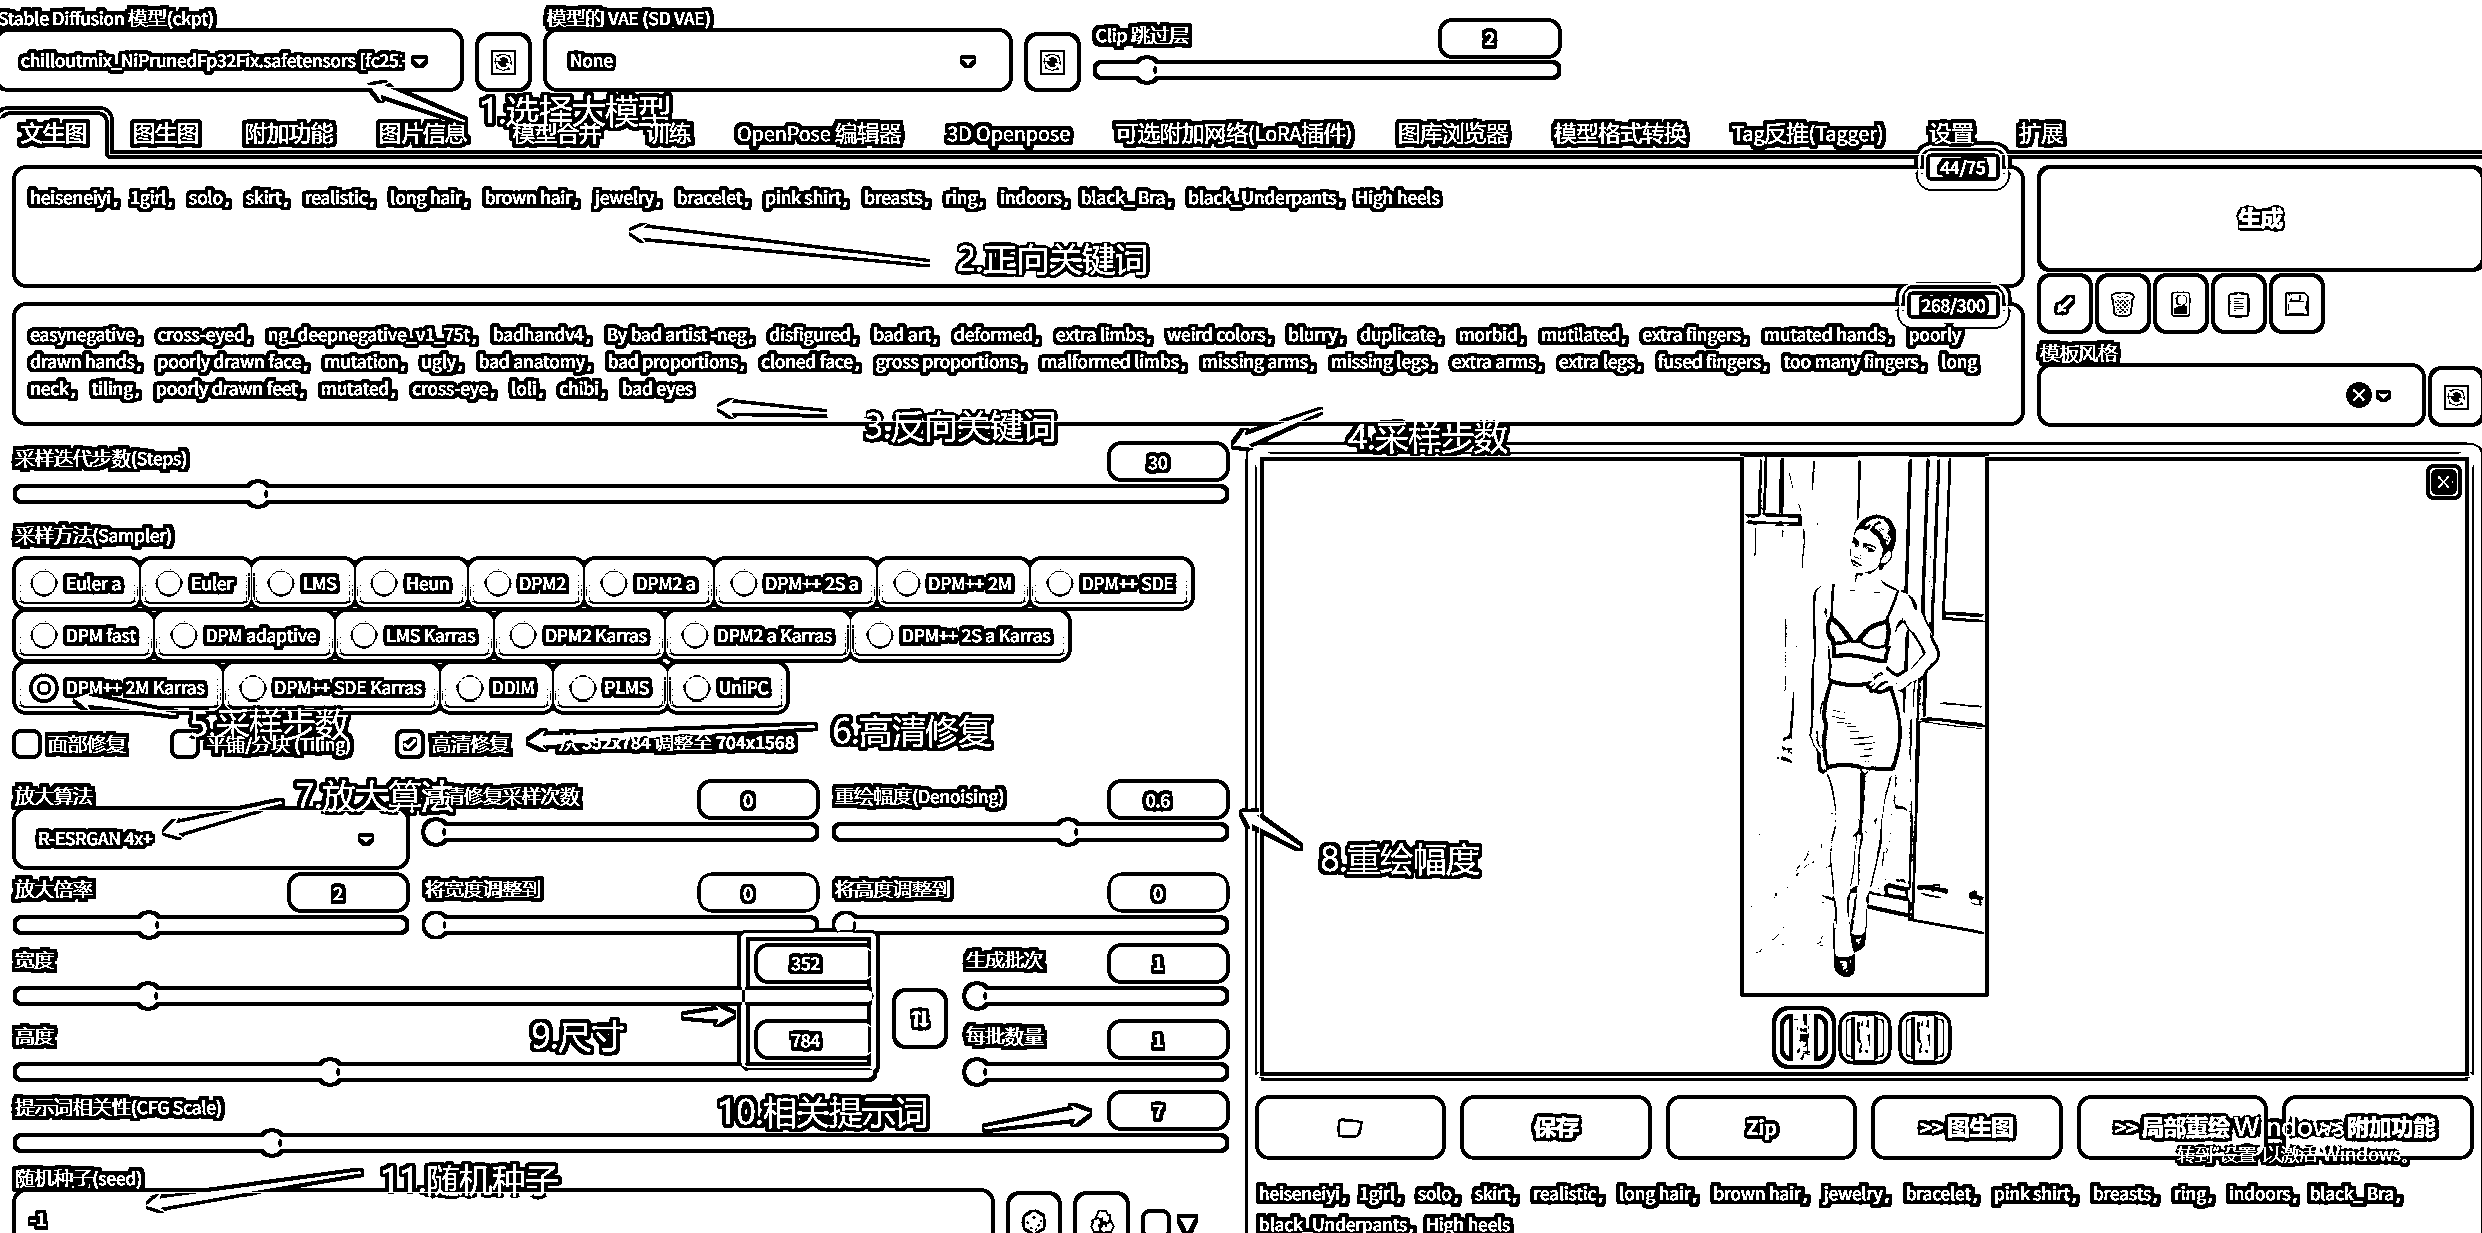 Stable Diffusion 模型(ckpt)
模型的 VAE (SD VAE)
Clip 跳过层
2
chilloutmix_NiPrunedFp32Fix.safetensors [fc25:
None
1.选择大模型
文生图 图生图 附加功能 图片信息 模型合并 训练 OpenPose 编辑器 3D Openpose 可选附加网络(LoRA插件) 图库浏览器 模型格式转换 Tag反推(Tagger) 设置 扩展
44/75
heiseneiyi, 1girl, solo, skirt, realistic, long hair, brown hair, jewelry, bracelet, pink shirt, breasts, ring, indoors, black_Bra, black_Underpants, High heels
生成
2.正向关键词
268/300
easynegative, cross-eyed, ng_deepnegative_v1_75t, badhandv4, By bad artist -neg, disfigured, bad art, deformed, extra limbs, weird colors, blurry, duplicate, morbid, mutilated, extra fingers, mutated hands, poorly
drawn hands, poorly drawn face, mutation, ugly, bad anatomy, bad proportions, cloned face, gross proportions, malformed limbs, missing arms, missing legs, extra arms, extra legs, fused fingers, too many fingers, long
neck, tiling, poorly drawn feet, mutated, cross-eye, loli, chibi, bad eyes
模板风格
3.反向关键词
4.采样步数
采样迭代步数(Steps)
30
采样方法(Sampler)
Euler a Euler LMS Heun DPM2 DPM2 a DPM++ 2S a DPM++ 2M DPM++ SDE
DPM fast DPM adaptive LMS Karras DPM2 Karras DPM2 a Karras DPM++ 2S a Karras
DPM++ 2M Karras DPM++ SDE Karras DDIM PLMS UniPC
5.采样步数
6.高清修复
面部修复 平铺/分块 (Tiling) 高清修复 从 352x784 调整至 704x1568
7.放大算法
放大算法 高清修复采样次数 0 重绘幅度(Denoising) 0.6
R-ESRGAN 4x+
8.重绘幅度
放大倍率 2 将宽度调整到 0 将高度调整到 0
宽度 352 生成批次 1
9.尺寸
高度 784 每批数量 1
提示词相关性(CFG Scale) 7
10.相关提示词
保存 Zip >> 图生图 >> 局部重绘 >> 附加功能
Windows
转到"设置"以激活 Windows。
随机种子(seed)
11.随机种子
-1
heiseneiyi, 1girl, solo, skirt, realistic, long hair, brown hair, jewelry, bracelet, pink shirt, breasts, ring, indoors, black_Bra,
black_Underpants, High heels